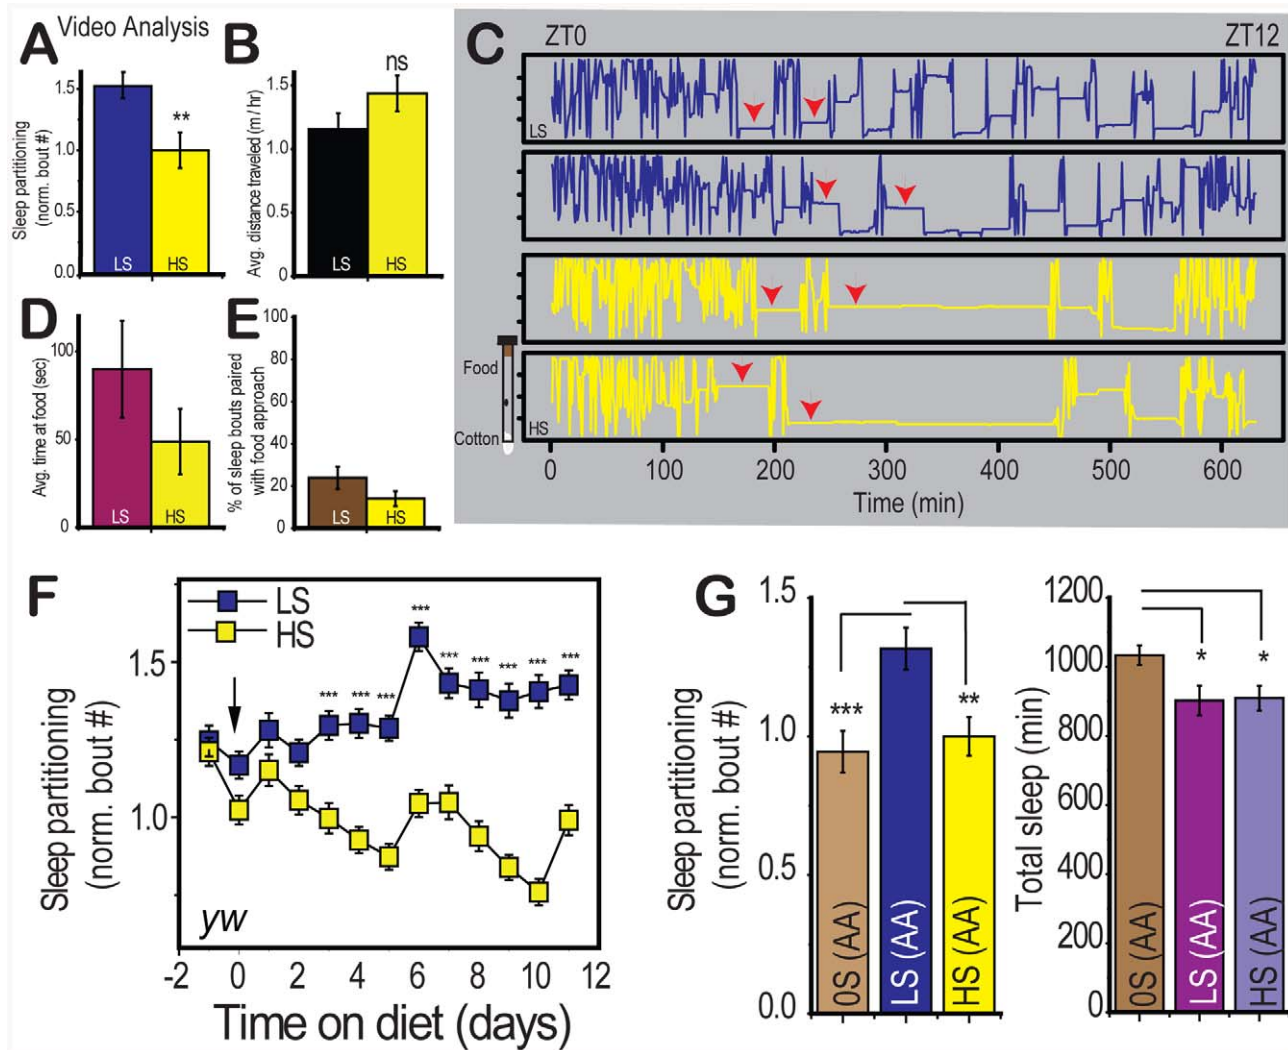 A
Video Analysis
Sleep partitioning
(norm. bout #)
1.5
1.0
0.5
0.0
**
LS
HS
B
Avg. distance traveled (m / hr)
1.5
1.0
0.5
0
ns
LS
HS
C
ZT0
ZT12
LS
HS
Food
Cotton
0
100
200
300
400
500
600
Time (min)
D
Avg. time at food (sec)
100
50
0
LS
HS
E
% of sleep bouts paired
with food approach
100
80
60
40
20
0
LS
HS
F
LS
HS
Sleep partitioning
(norm. bout #)
1.5
1.0
*** *** ***
***
*** *** *** *** ***
yw
-2
0
2
4
6
8
10
12
Time on diet (days)
G
Sleep partitioning
(norm. bout #)
1.5
1.0
0.5
0.0
***
**
0S (AA)
LS (AA)
HS (AA)
Total sleep (min)
1200
1000
800
600
400
200
0
*
*
0S (AA)
LS (AA)
HS (AA)